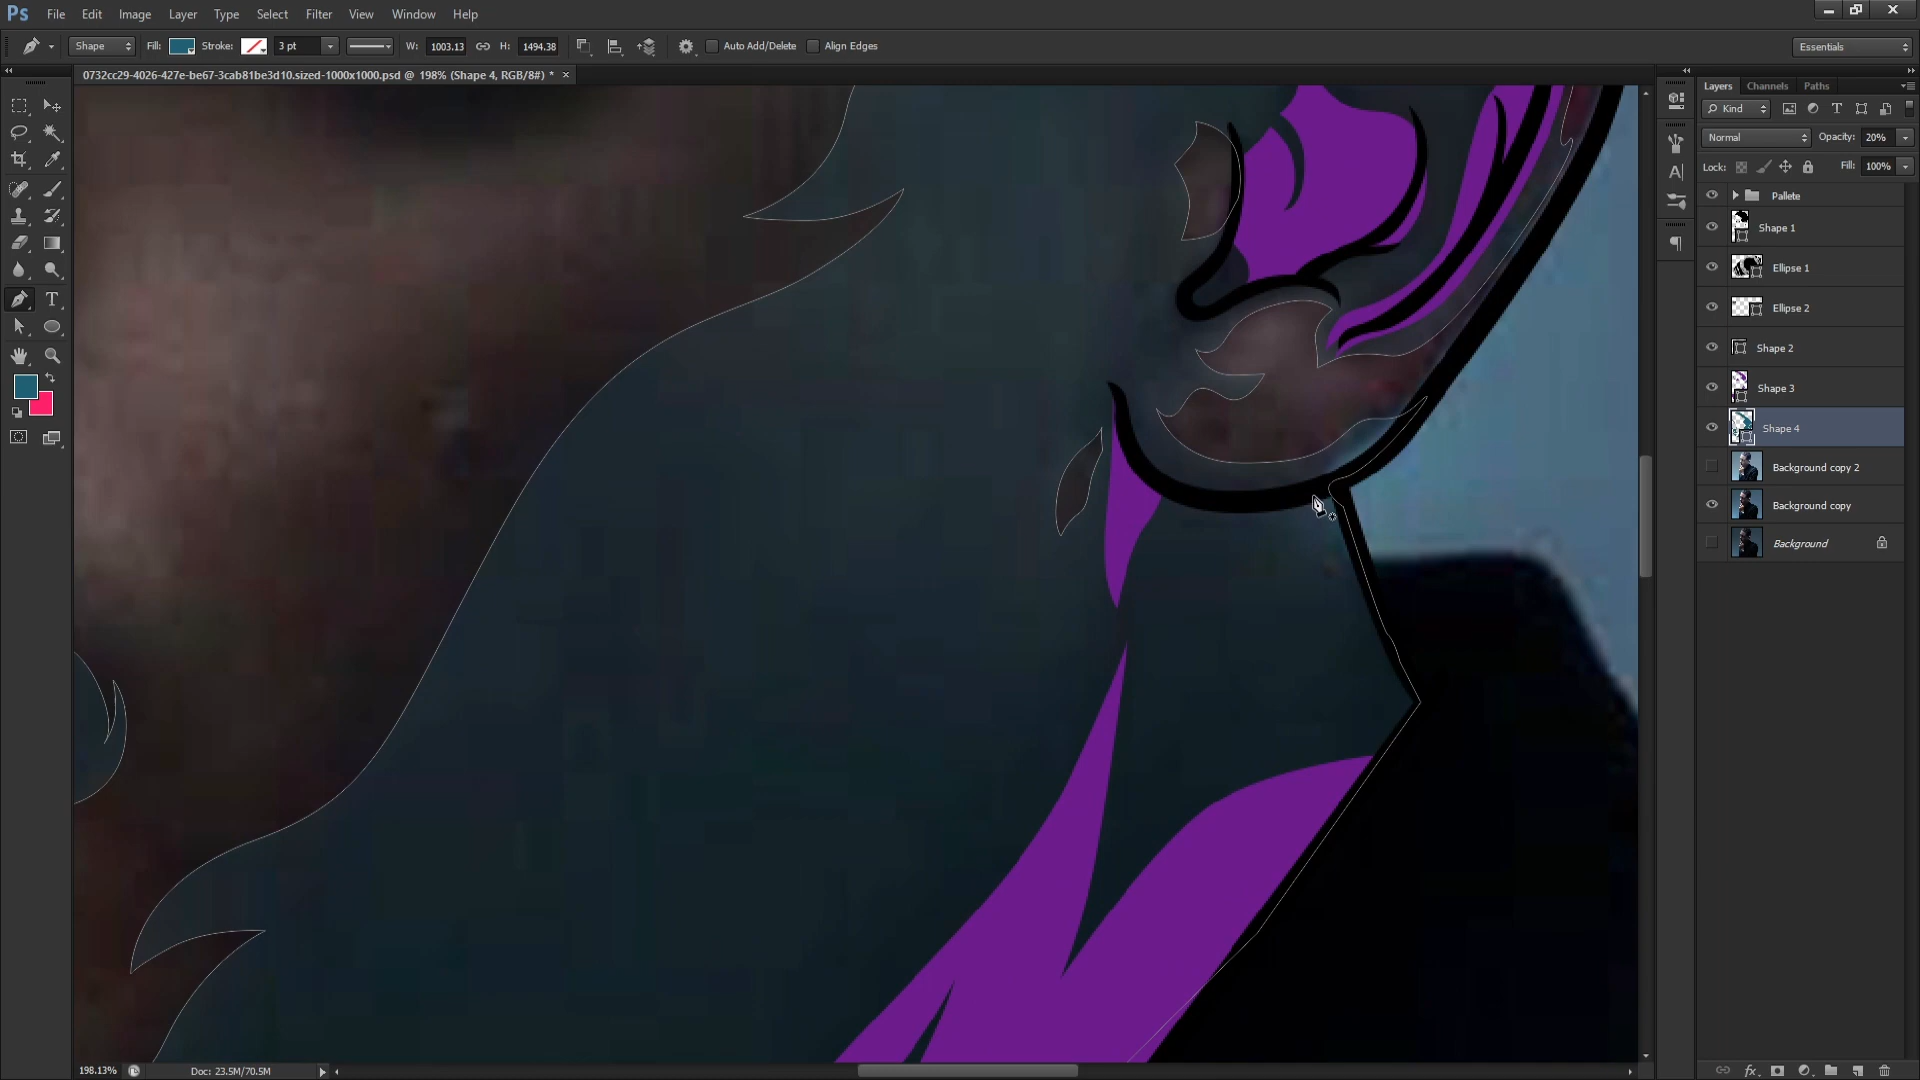 Ps File Edit Image Layer Type Select Filter View Window Help
Shape Fill: Stroke: 3 pt W: 1003.13 H: 1494.38 Auto Add/Delete Align Edges Essentials
0732cc29-4026-427e-be67-3cab81be3d10.sized-1000x1000.psd @ 198% (Shape 4, RGB/8#) * ×
Layers Channels Paths
Kind
Normal Opacity: 20%
Lock: Fill: 100%
Pallete
Shape 1
Ellipse 1
Ellipse 2
Shape 2
Shape 3
Shape 4
Background copy 2
Background copy
Background
198.13% Doc: 23.5M/70.5M